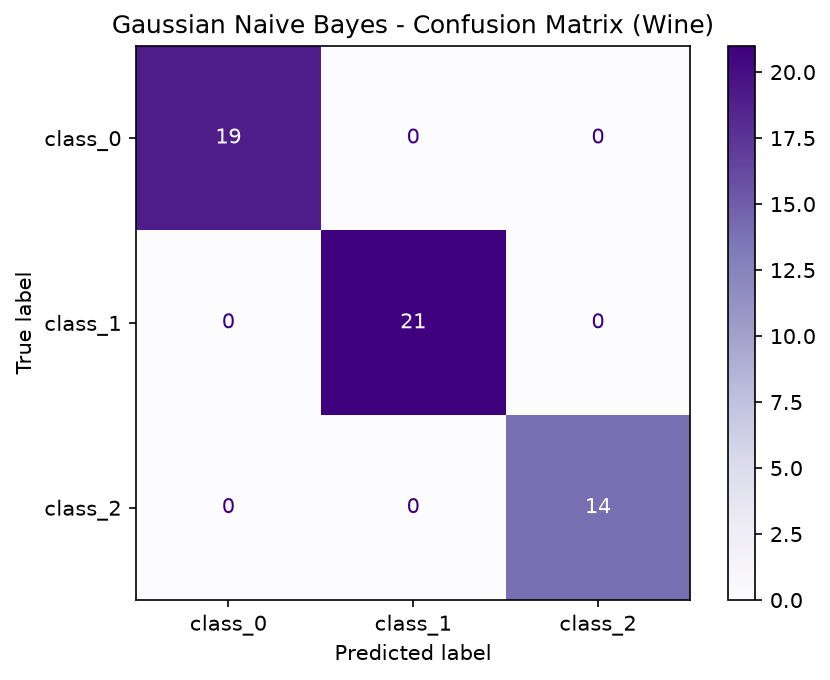 Gaussian Naive Bayes - Confusion Matrix (Wine)
True label
class_0
19
0
0
class_1
0
21
0
class_2
0
0
14
class_0
class_1
class_2
Predicted label
20.0
17.5
15.0
12.5
10.0
7.5
5.0
2.5
0.0